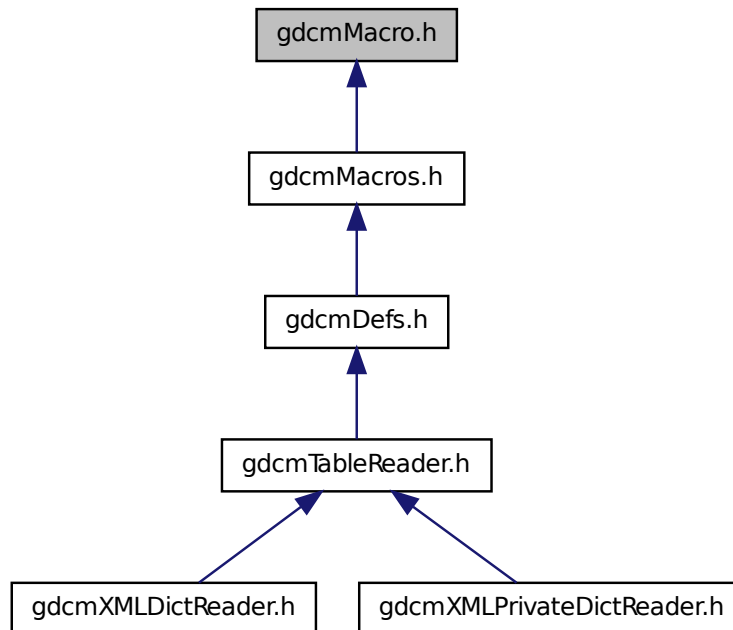 gdcmMacro.h
gdcmMacros.h
gdcmDefs.h
gdcmTableReader.h
gdcmXMLDictReader.h
gdcmXMLPrivateDictReader.h